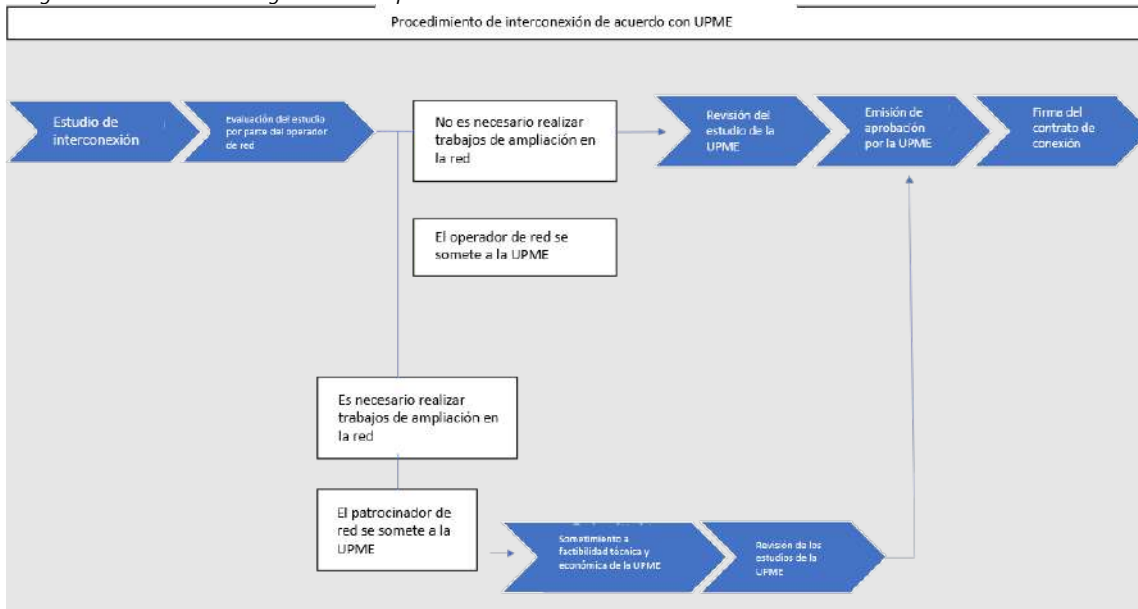 Procedimiento de interconexión de acuerdo con UPME
Estudio de
interconexión
Evaluación del estudio
por parte del operador
de red
No es necesario realizar
trabajos de ampliación en
la red
Revisión del
estudio de la
UPME
Emisión de
aprobación
por la UPME
Firma del
contrato de
conexión
El operador de red se
somete a la UPME
Es necesario realizar
trabajos de ampliación en
la red
El patrocinador de
red se somete a la
UPME
Sometimiento a
factibilidad técnica y
económica de la UPME
Revisión de los
estudios de la
UPME